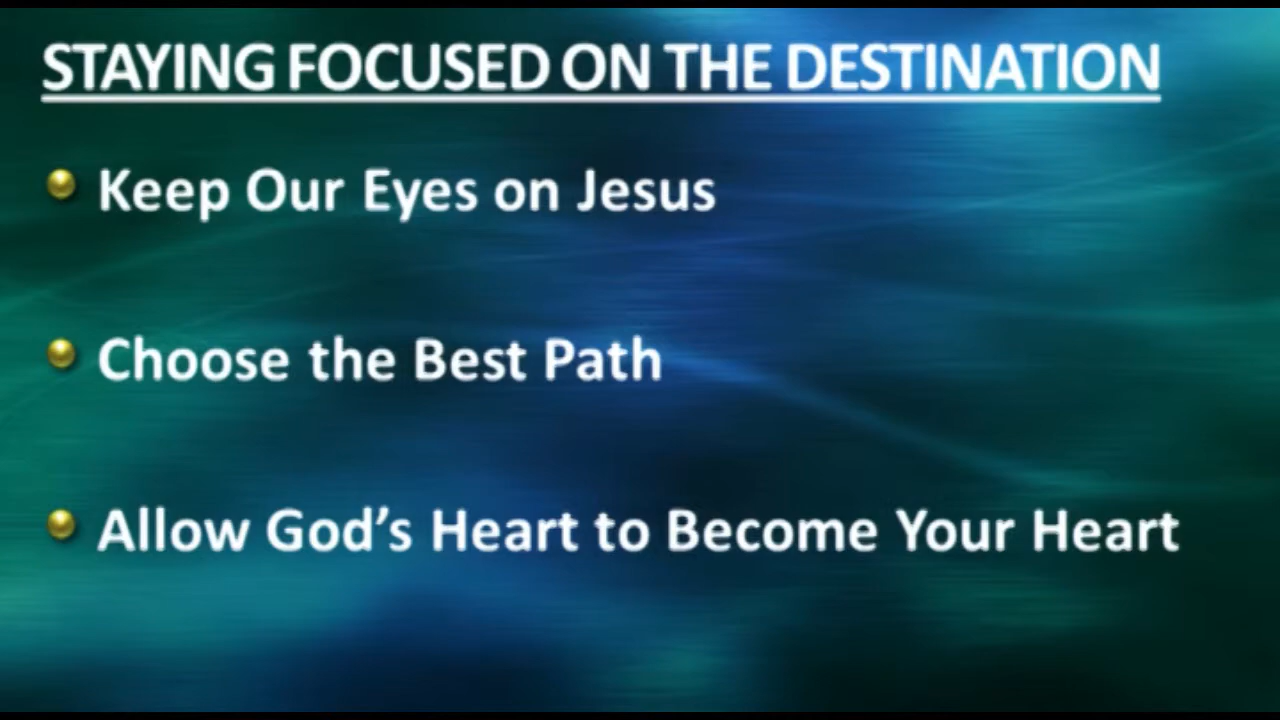 STAYING FOCUSED ON THE DESTINATION
Keep Our Eyes on Jesus
Choose the Best Path
Allow God’s Heart to Become Your Heart